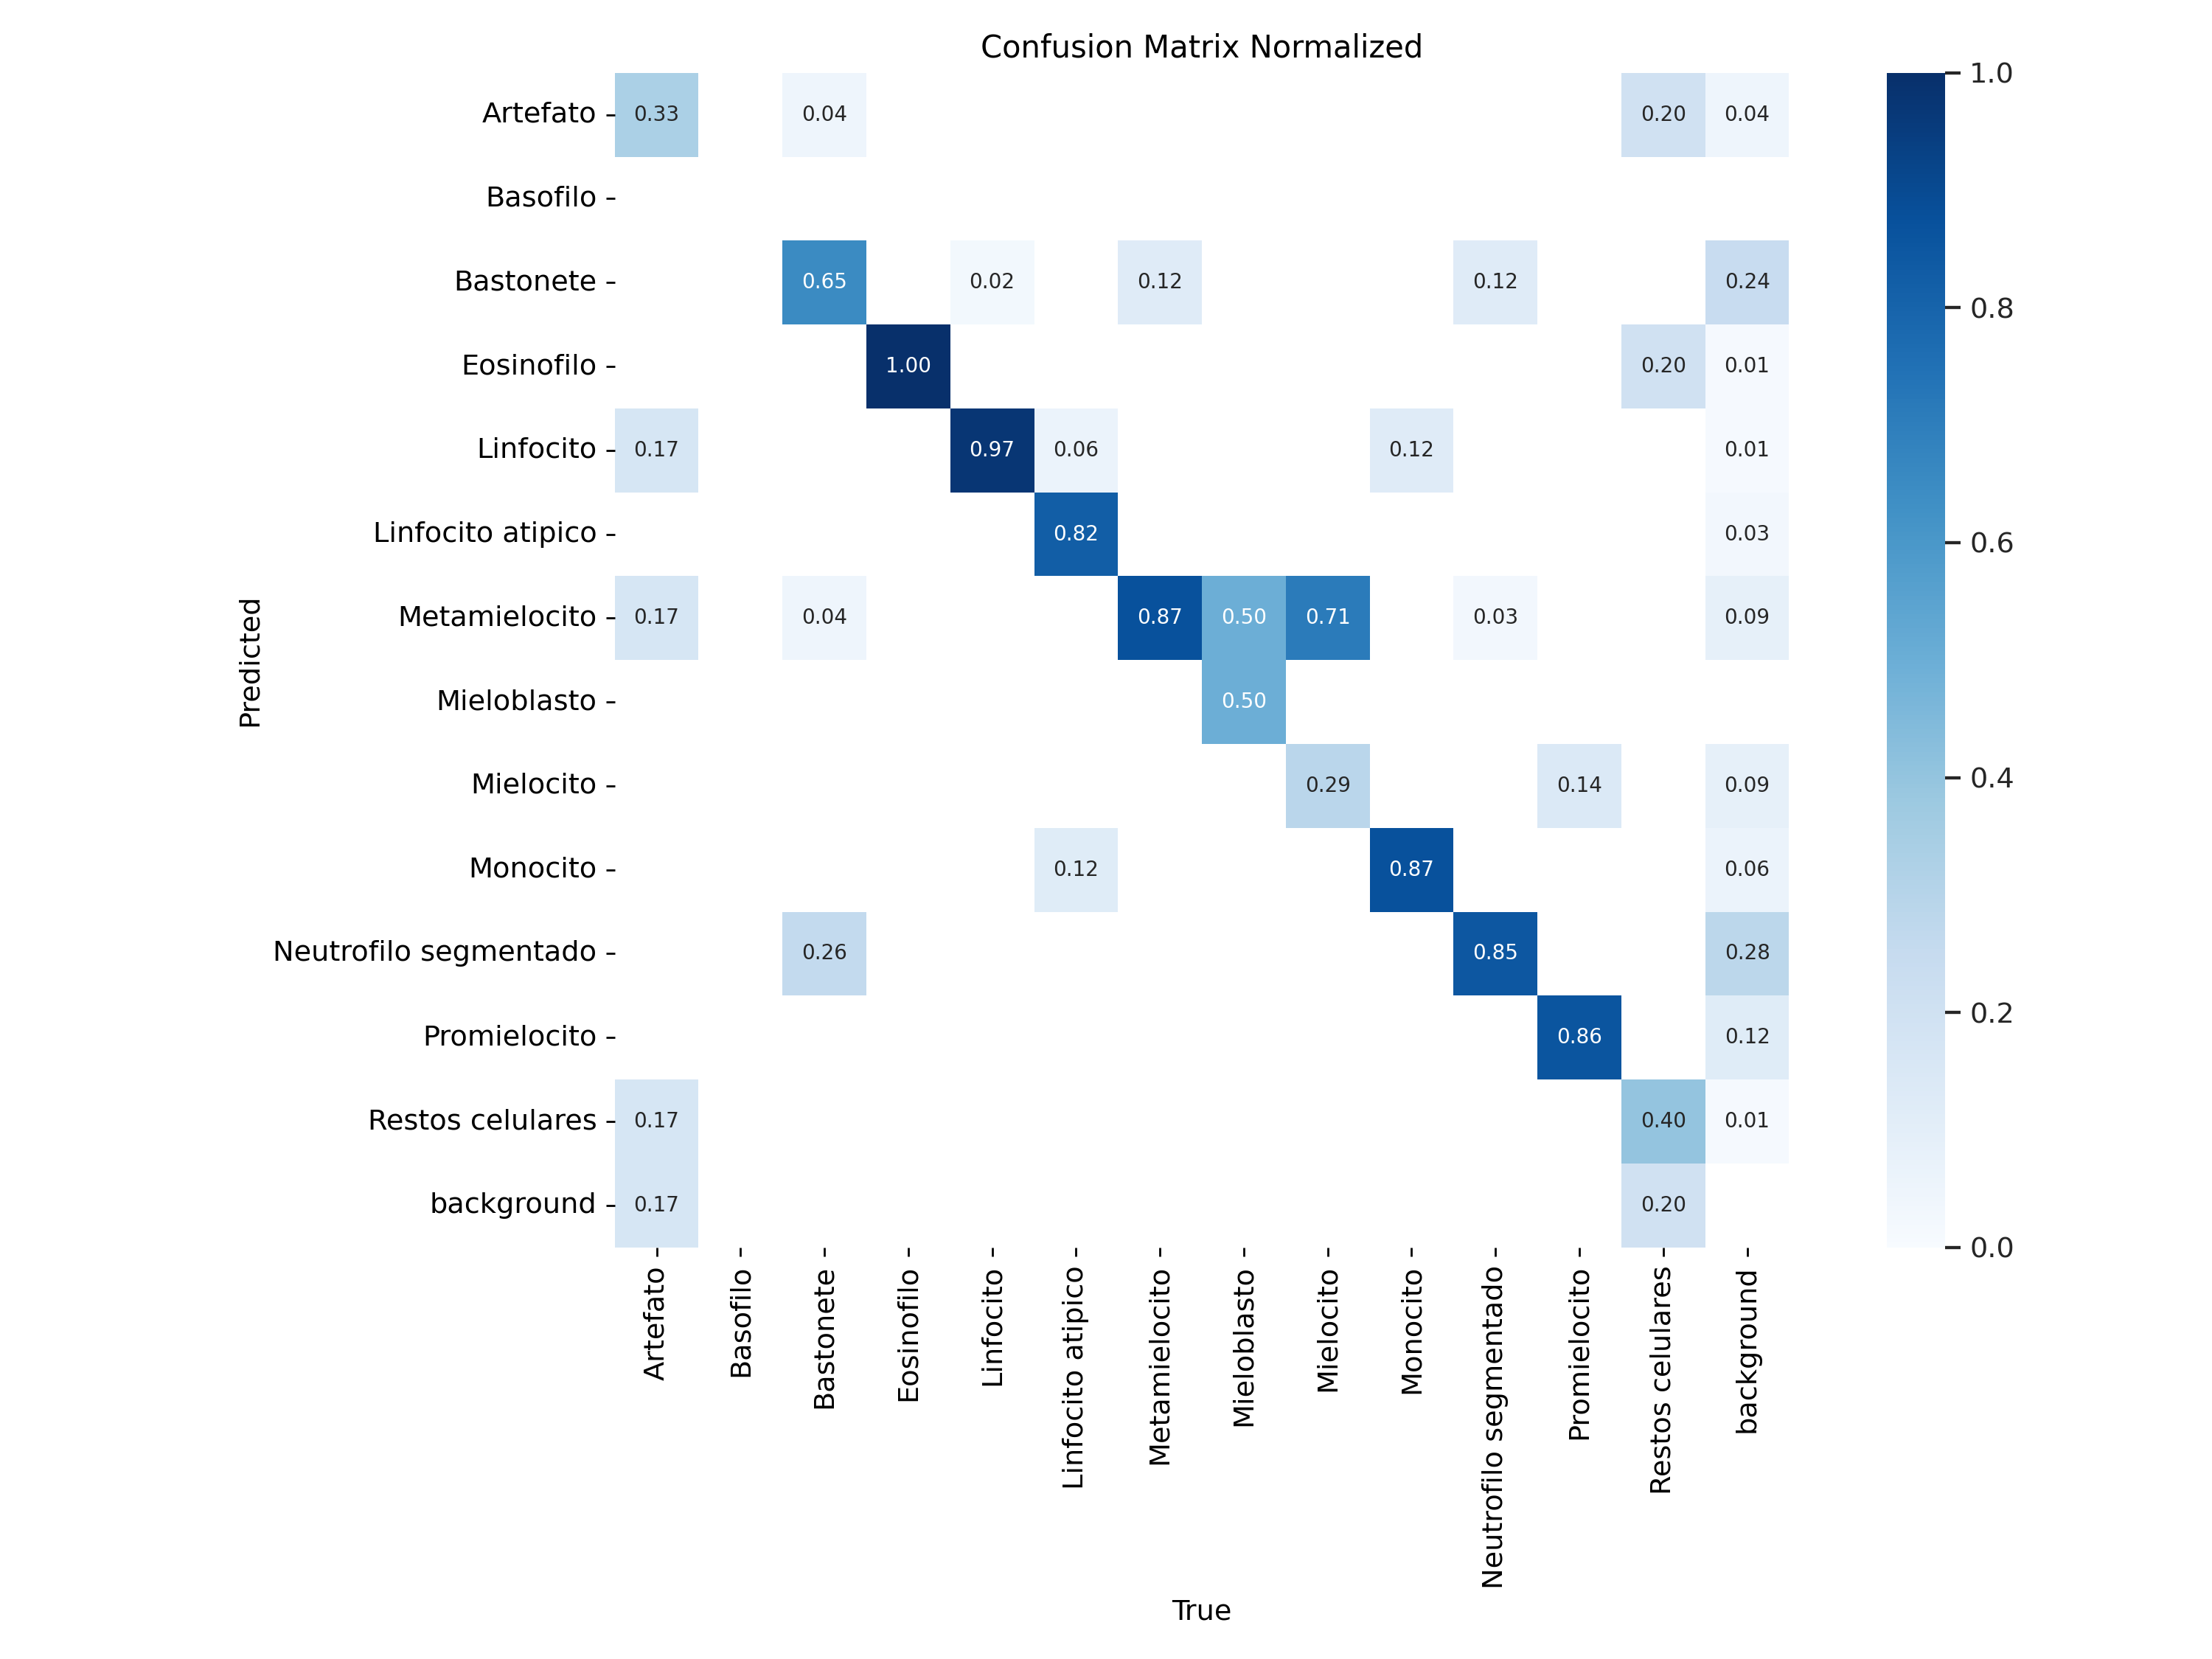 Confusion Matrix Normalized
Artefato 0.33 0.04 0.20 0.04
Basofilo
Bastonete 0.65 0.02 0.12 0.12 0.24
Eosinofilo 1.00 0.20 0.01
Linfocito 0.17 0.97 0.06 0.12 0.01
Linfocito atipico 0.82 0.03
Metamielocito 0.17 0.04 0.87 0.50 0.71 0.03 0.09
Mieloblasto 0.50
Mielocito 0.29 0.14 0.09
Monocito 0.12 0.87 0.06
Neutrofilo segmentado 0.26 0.85 0.28
Promielocito 0.86 0.12
Restos celulares 0.17 0.40 0.01
background 0.17 0.20
Predicted
Artefato
Basofilo
Bastonete
Eosinofilo
Linfocito
Linfocito atipico
Metamielocito
Mieloblasto
Mielocito
Monocito
Neutrofilo segmentado
Promielocito
Restos celulares
background
True
1.0
0.8
0.6
0.4
0.2
0.0